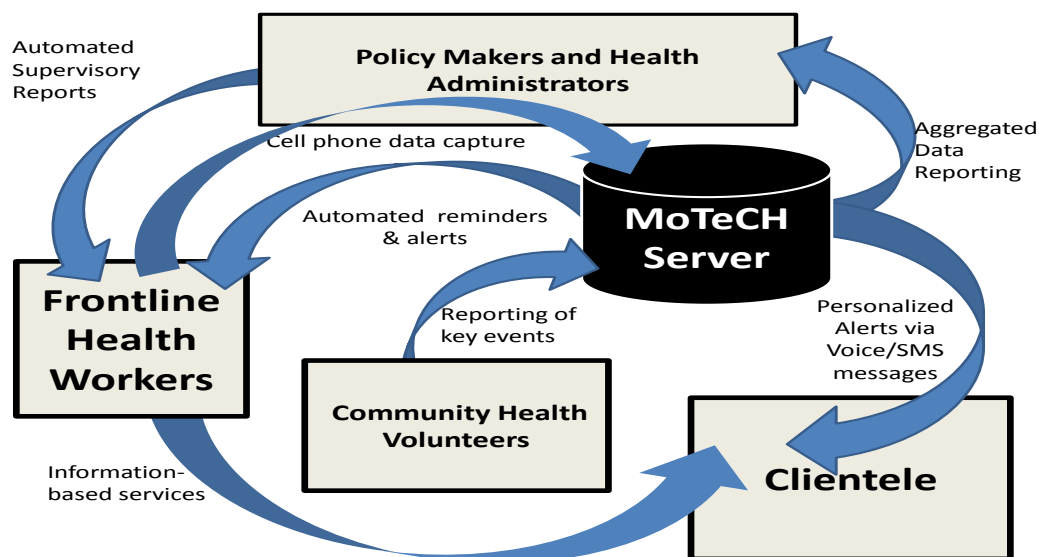 Automated
Supervisory
Reports
Policy Makers and Health
Administrators
Cell phone data capture
Aggregated
Data
Reporting
Automated reminders
& alerts
MoTeCH
Server
Frontline
Health
Workers
Reporting of
key events
Personalized
Alerts via
Voice/SMS
messages
Community Health
Volunteers
Information-
based services
Clientele